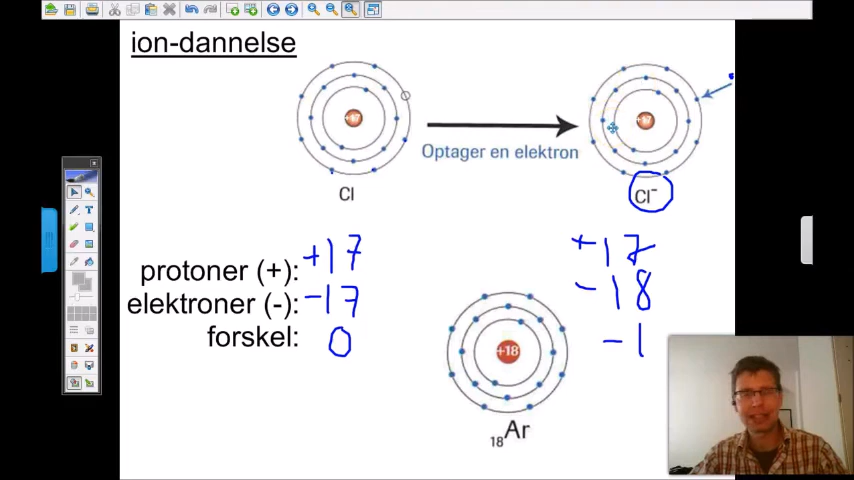 ion-dannelse
+17
+17
Optager en elektron
Cl
Cl⁻
protoner (+): +17 +17
elektroner (-): -17 -18
forskel: 0 -1
+18
₁₈Ar